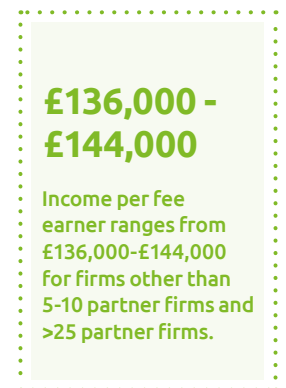 £136,000 -
£144,000
Income per fee
earner ranges from
£136,000-£144,000
for firms other than
5-10 partner firms and
>25 partner firms.